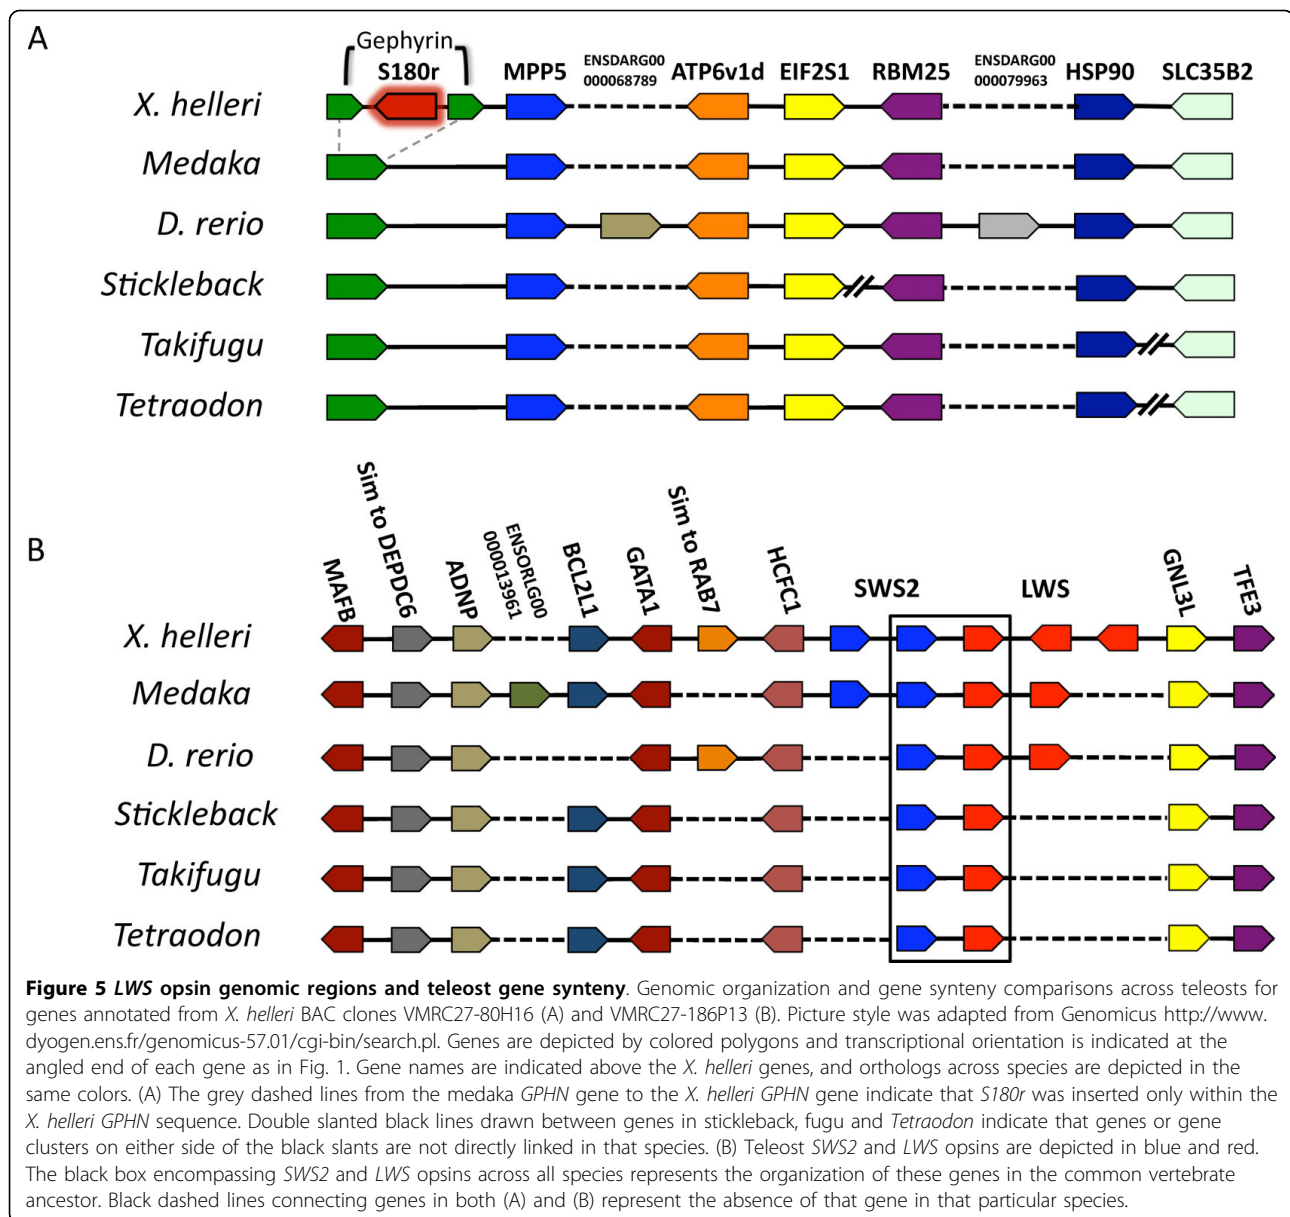 A
Gephyrin
S180r MPP5 ENSDARG00 000068789 ATP6v1d EIF2S1 RBM25 ENSDARG00 000079963 HSP90 SLC35B2
X. helleri
Medaka
D. rerio
Stickleback
Takifugu
Tetraodon
B
MAFB
Sim to DEPDC6
ADNP
ENSORLG00
000013961
BCL2L1
GATA1
Sim to RAB7
HCFC1
SWS2
LWS
GNL3L
TFE3
X. helleri
Medaka
D. rerio
Stickleback
Takifugu
Tetraodon
Figure 5 LWS opsin genomic regions and teleost gene synteny. Genomic organization and gene synteny comparisons across teleosts for
genes annotated from X. helleri BAC clones VMRC27-80H16 (A) and VMRC27-186P13 (B). Picture style was adapted from Genomicus http://www.
dyogen.ens.fr/genomicus-57.01/cgi-bin/search.pl. Genes are depicted by colored polygons and transcriptional orientation is indicated at the
angled end of each gene as in Fig. 1. Gene names are indicated above the X. helleri genes, and orthologs across species are depicted in the
same colors. (A) The grey dashed lines from the medaka GPHN gene to the X. helleri GPHN gene indicate that S180r was inserted only within the
X. helleri GPHN sequence. Double slanted black lines drawn between genes in stickleback, fugu and Tetraodon indicate that genes or gene
clusters on either side of the black slants are not directly linked in that species. (B) Teleost SWS2 and LWS opsins are depicted in blue and red.
The black box encompassing SWS2 and LWS opsins across all species represents the organization of these genes in the common vertebrate
ancestor. Black dashed lines connecting genes in both (A) and (B) represent the absence of that gene in that particular species.